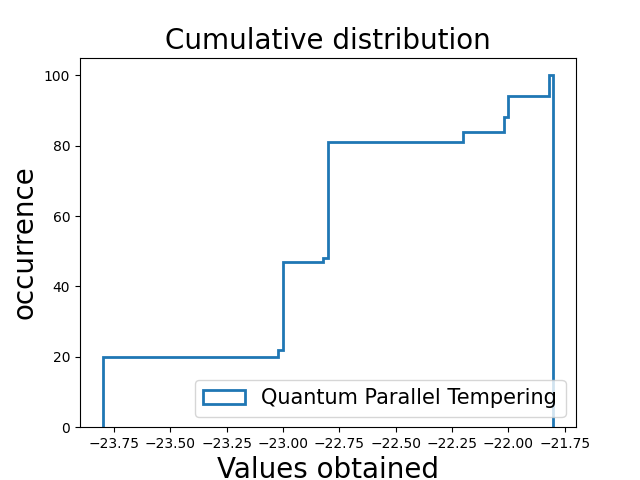 Cumulative distribution
100
80
60
40
20
0
occurrence
Quantum Parallel Tempering
−23.75 −23.50 −23.25 −23.00 −22.75 −22.50 −22.25 −22.00 −21.75
Values obtained